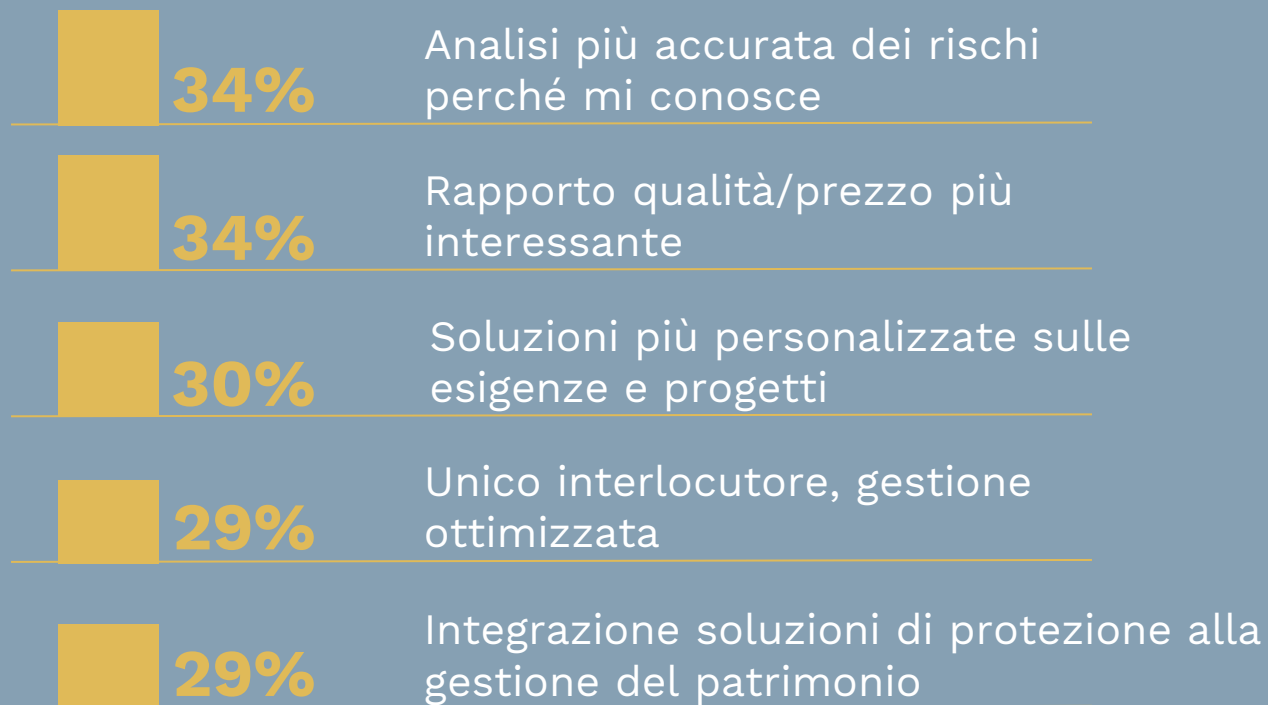 34%
Analisi più accurata dei rischi
perché mi conosce
34%
Rapporto qualità/prezzo più
interessante
30%
Soluzioni più personalizzate sulle
esigenze e progetti
29%
Unico interlocutore, gestione
ottimizzata
29%
Integrazione soluzioni di protezione alla
gestione del patrimonio